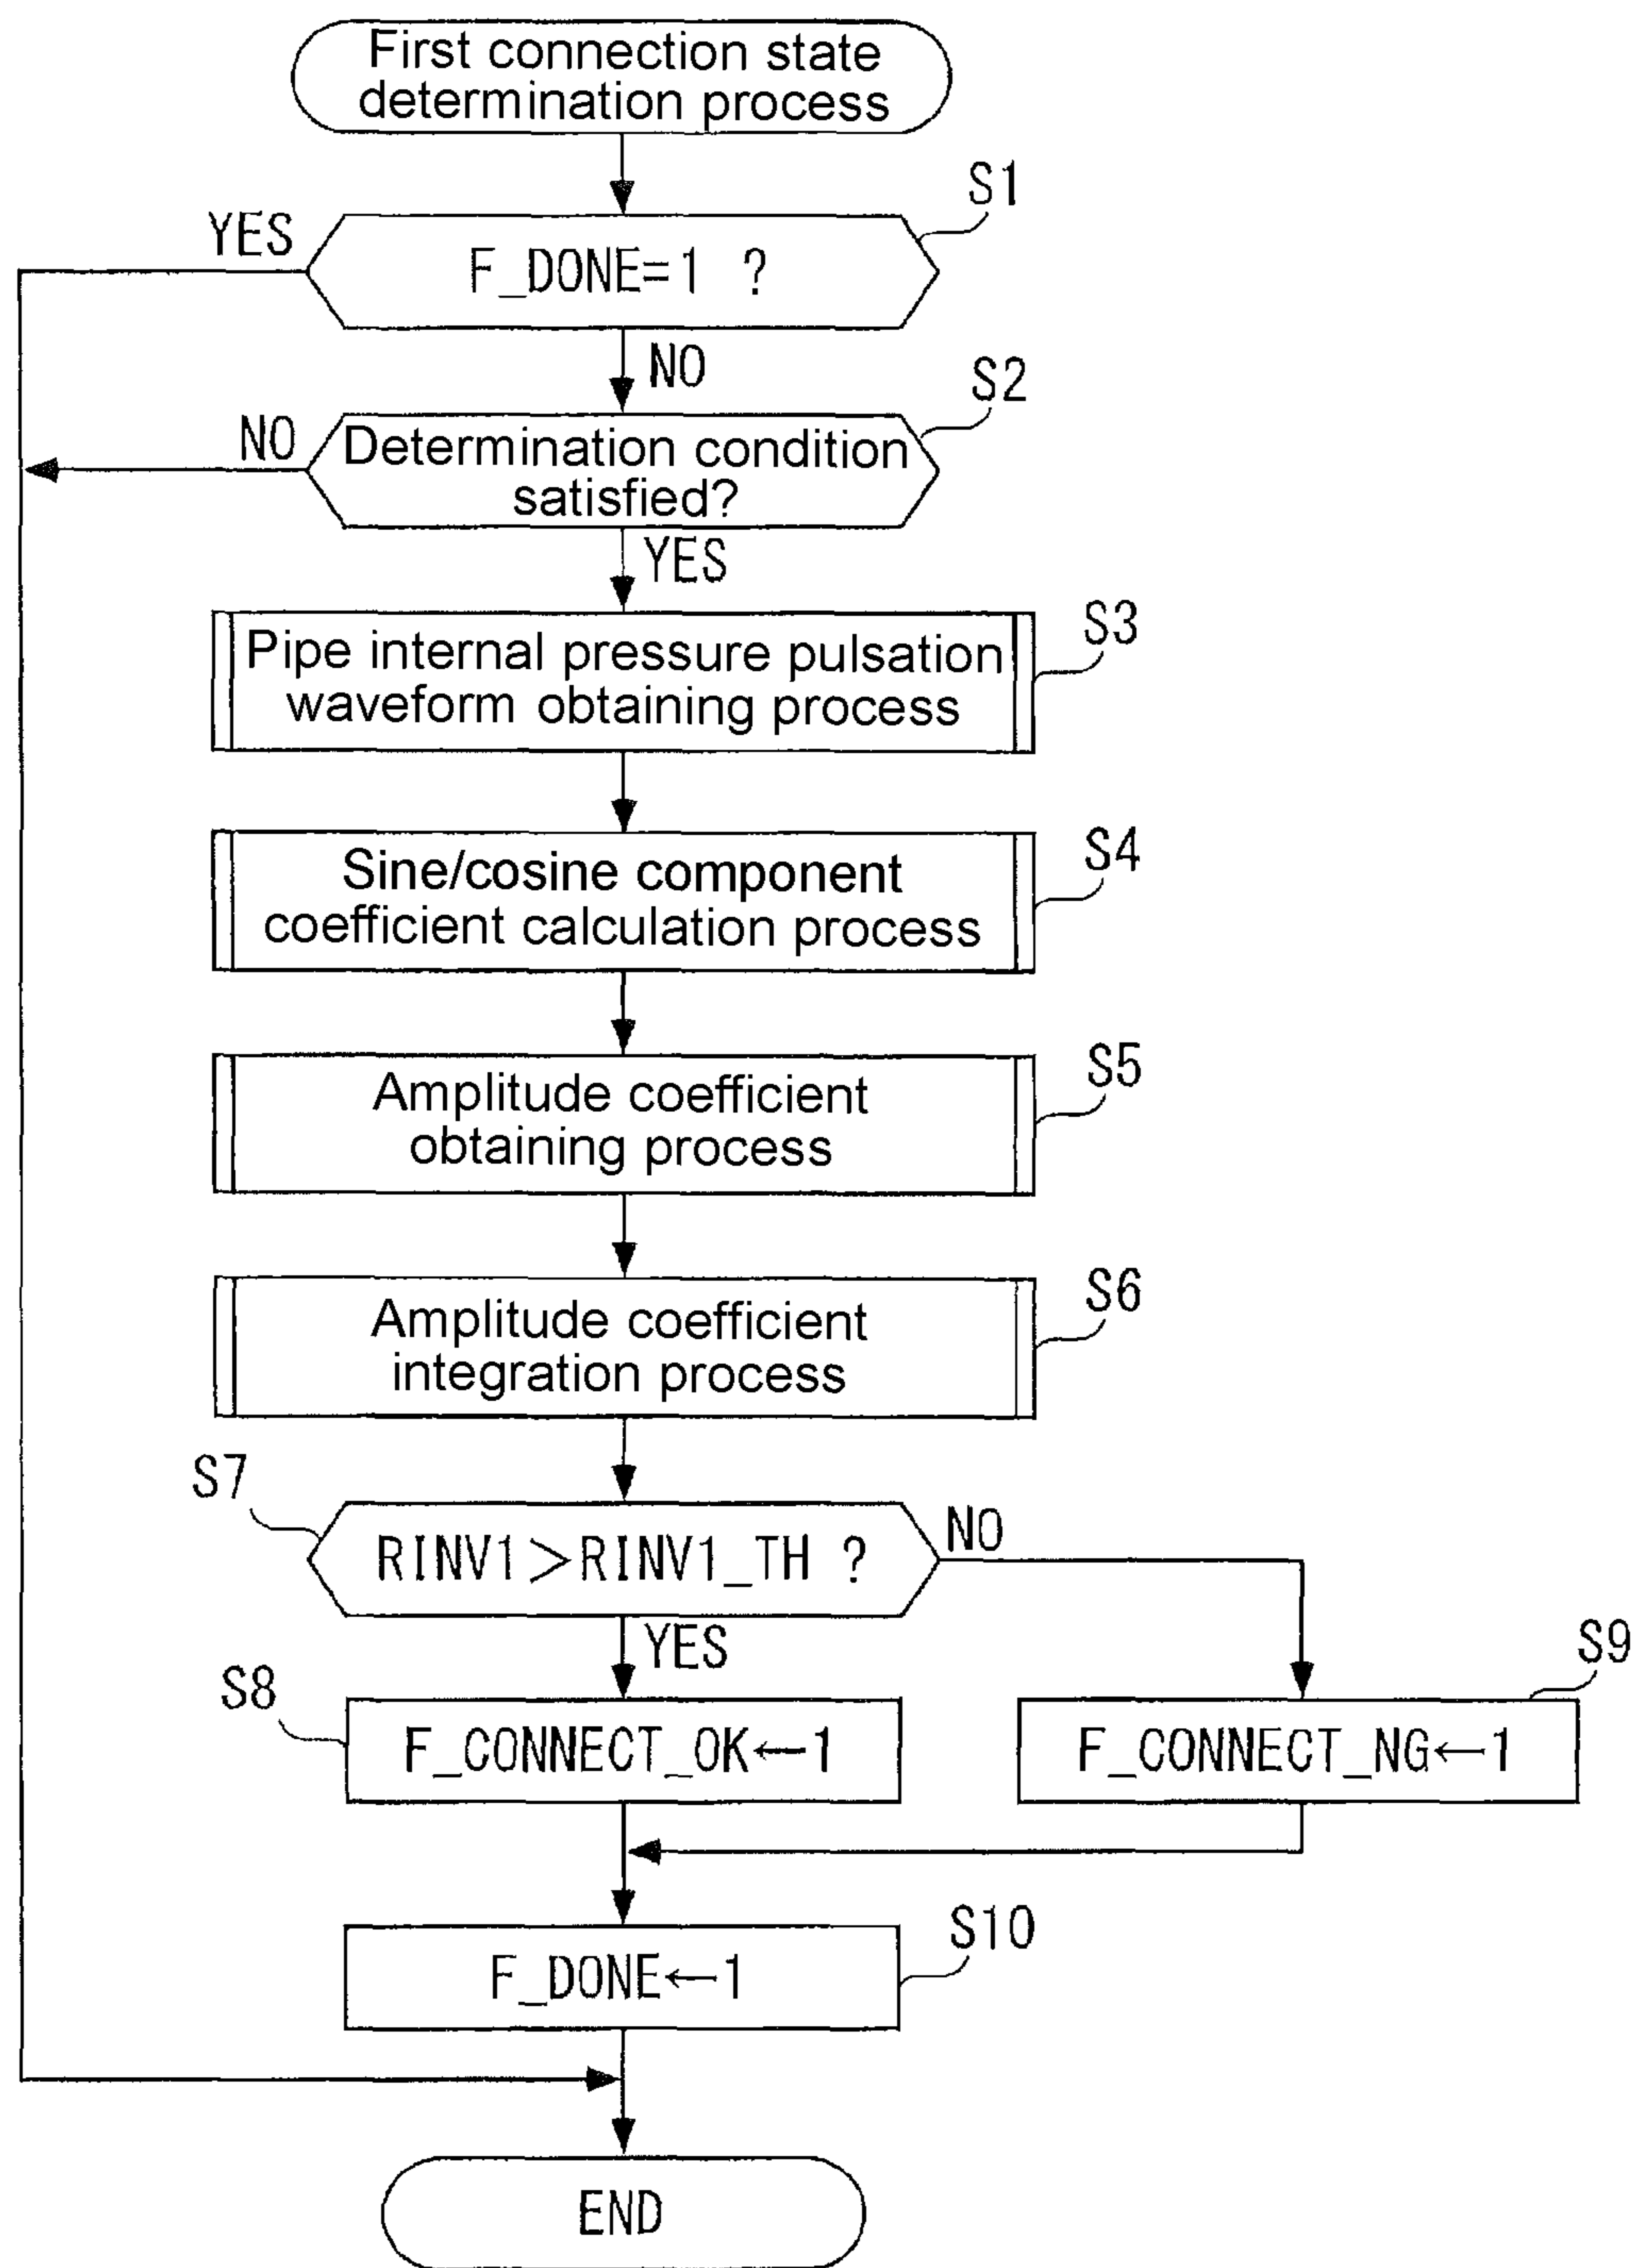 First connection state
determination process
S1
YES
F_DONE=1 ?
NO
S2
NO
Determination condition
satisfied?
YES
S3
Pipe internal pressure pulsation
waveform obtaining process
S4
Sine/cosine component
coefficient calculation process
S5
Amplitude coefficient
obtaining process
S6
Amplitude coefficient
integration process
S7
NO
RINV1>RINV1_TH ?
YES
S9
S8
F_CONNECT_OK←1
F_CONNECT_NG←1
S10
F_DONE←1
END